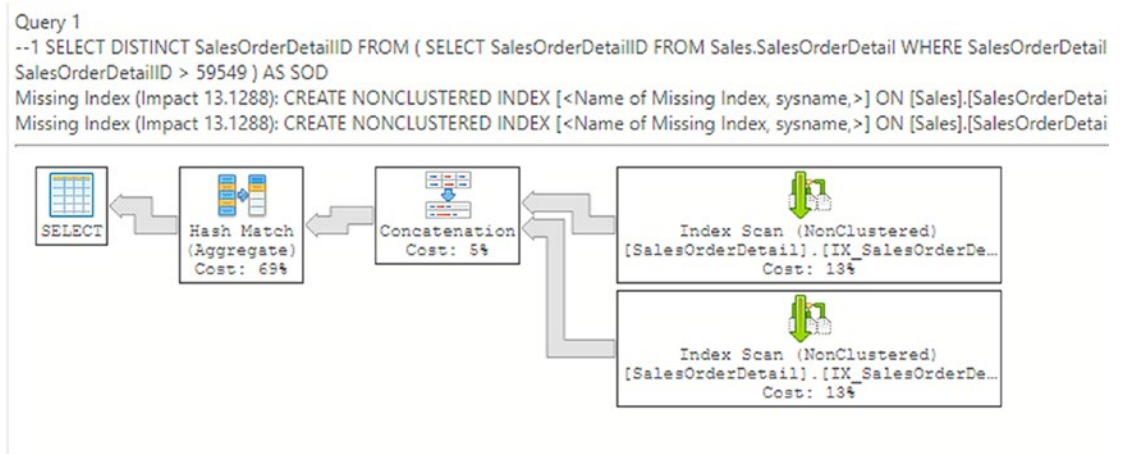 Query 1
--1 SELECT DISTINCT SalesOrderDetailID FROM ( SELECT SalesOrderDetailID FROM Sales.SalesOrderDetail WHERE SalesOrderDetail
SalesOrderDetailID > 59549 ) AS SOD
Missing Index (Impact 13.1288): CREATE NONCLUSTERED INDEX [<Name of Missing Index, sysname,>] ON [Sales].[SalesOrderDetai
Missing Index (Impact 13.1288): CREATE NONCLUSTERED INDEX [<Name of Missing Index, sysname,>] ON [Sales].[SalesOrderDetai
SELECT
Hash Match
(Aggregate)
Cost: 69%
Concatenation
Cost: 5%
Index Scan (NonClustered)
[SalesOrderDetail].[IX_SalesOrderDe…
Cost: 13%
Index Scan (NonClustered)
[SalesOrderDetail].[IX_SalesOrderDe…
Cost: 13%